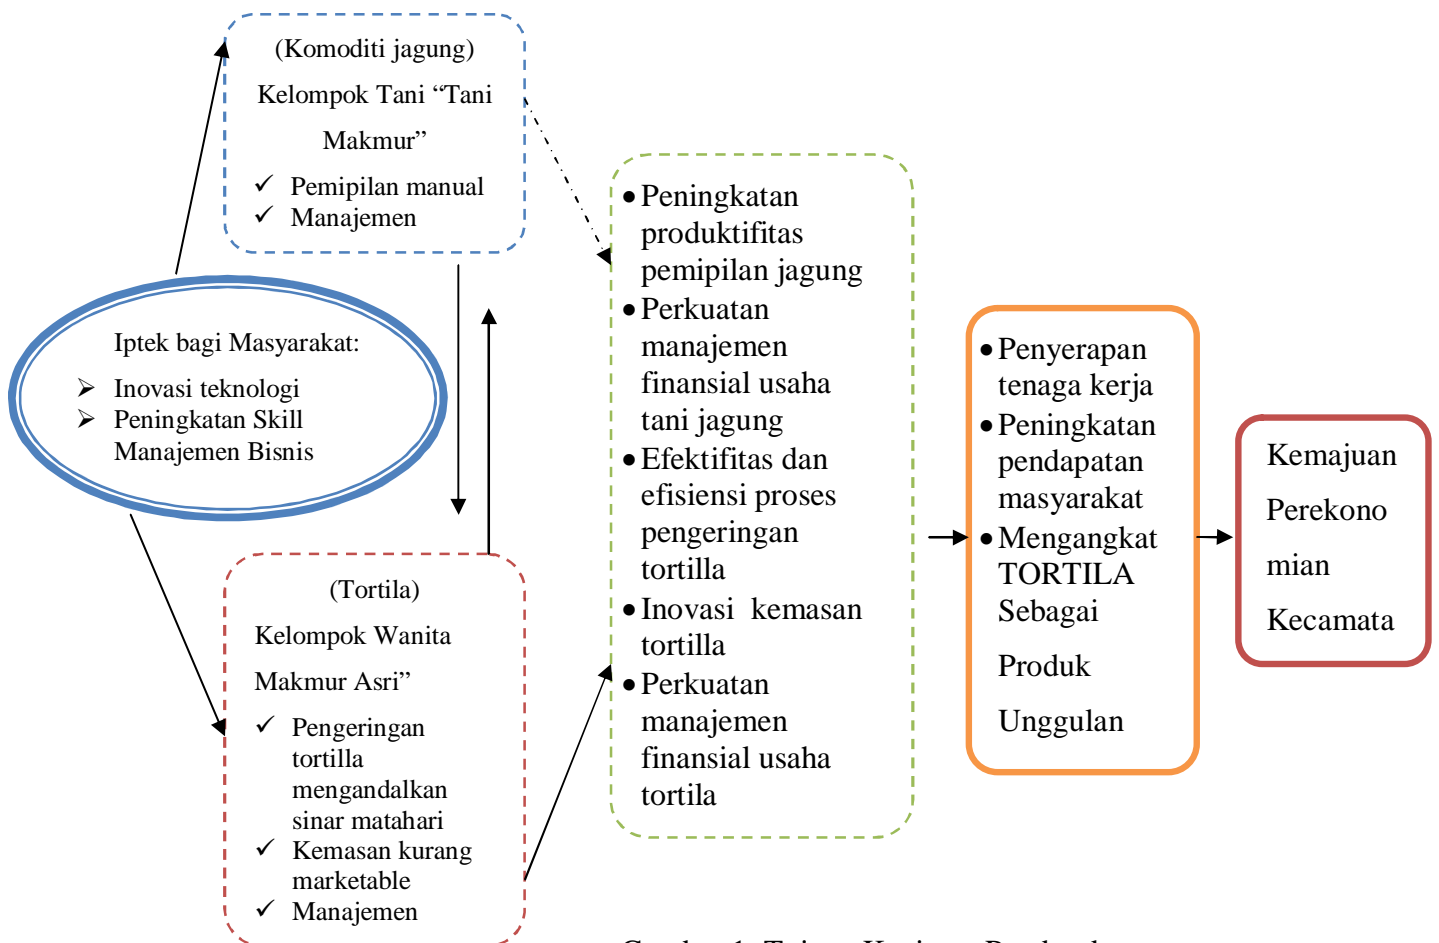 (Komoditi jagung)
Kelompok Tani “Tani
Makmur”
✓ Pemipilan manual
✓ Manajemen
Iptek bagi Masyarakat:
➢ Inovasi teknologi
➢ Peningkatan Skill
Manajemen Bisnis
(Tortila)
Kelompok Wanita
Makmur Asri”
✓ Pengeringan
tortilla
mengandalkan
sinar matahari
✓ Kemasan kurang
marketable
✓ Manajemen
• Peningkatan
produktifitas
pemipilan jagung
• Perkuatan
manajemen
finansial usaha
tani jagung
• Efektifitas dan
efisiensi proses
pengeringan
tortilla
• Inovasi kemasan
tortilla
• Perkuatan
manajemen
finansial usaha
tortila
• Penyerapan
tenaga kerja
• Peningkatan
pendapatan
masyarakat
• Mengangkat
TORTILA
Sebagai
Produk
Unggulan
Kemajuan
Perekono
mian
Kecamata